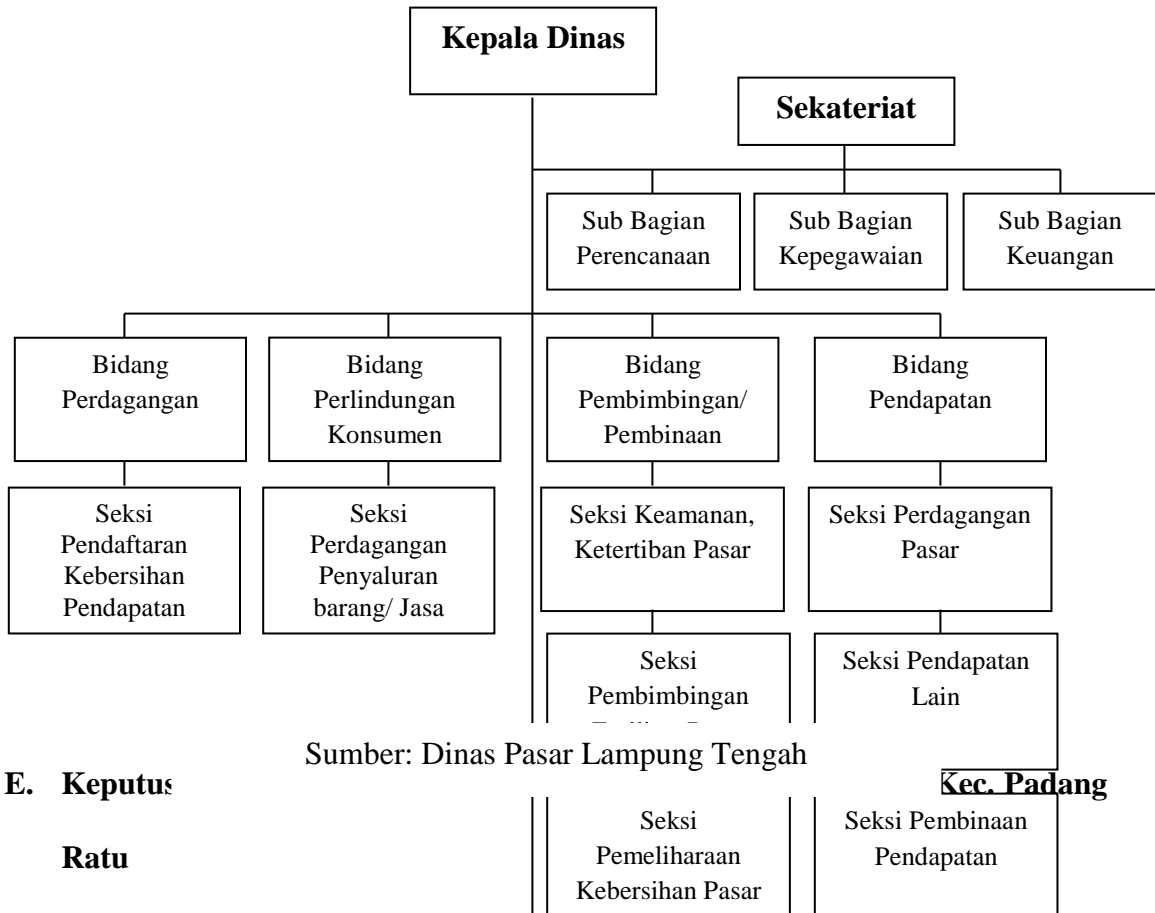 Kepala Dinas
Sekateriat
Sub Bagian
Perencanaan
Sub Bagian
Kepegawaian
Sub Bagian
Keuangan
Bidang
Perdagangan
Bidang
Perlindungan
Konsumen
Bidang
Pembimbingan/
Pembinaan
Bidang
Pendapatan
Seksi
Pendaftaran
Kebersihan
Pendapatan
Seksi
Perdagangan
Penyaluran
barang/ Jasa
Seksi Keamanan,
Ketertiban Pasar
Seksi Perdagangan
Pasar
Seksi
Pembimbingan
Seksi Pendapatan
Lain
Sumber: Dinas Pasar Lampung Tengah
E. Keputus Kec. Padang
Ratu
Seksi
Pemeliharaan
Kebersihan Pasar
Seksi Pembinaan
Pendapatan